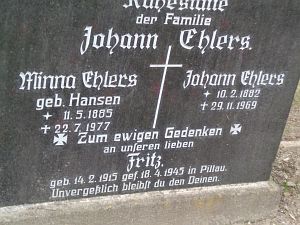 Ruhestätte
der Familie
Johann Ehlers.
Minna Ehlers
geb. Hansen
* 11.5.1885
+ 22.7.1977
Johann Ehlers
* 10.2.1882
+ 29.11.1969
Zum ewigen Gedenken
an unseren lieben
Fritz.
geb. 14.2.1915 gef. 18.4.1945 in Pillau.
Unvergeßlich bleibst du den Deinen.